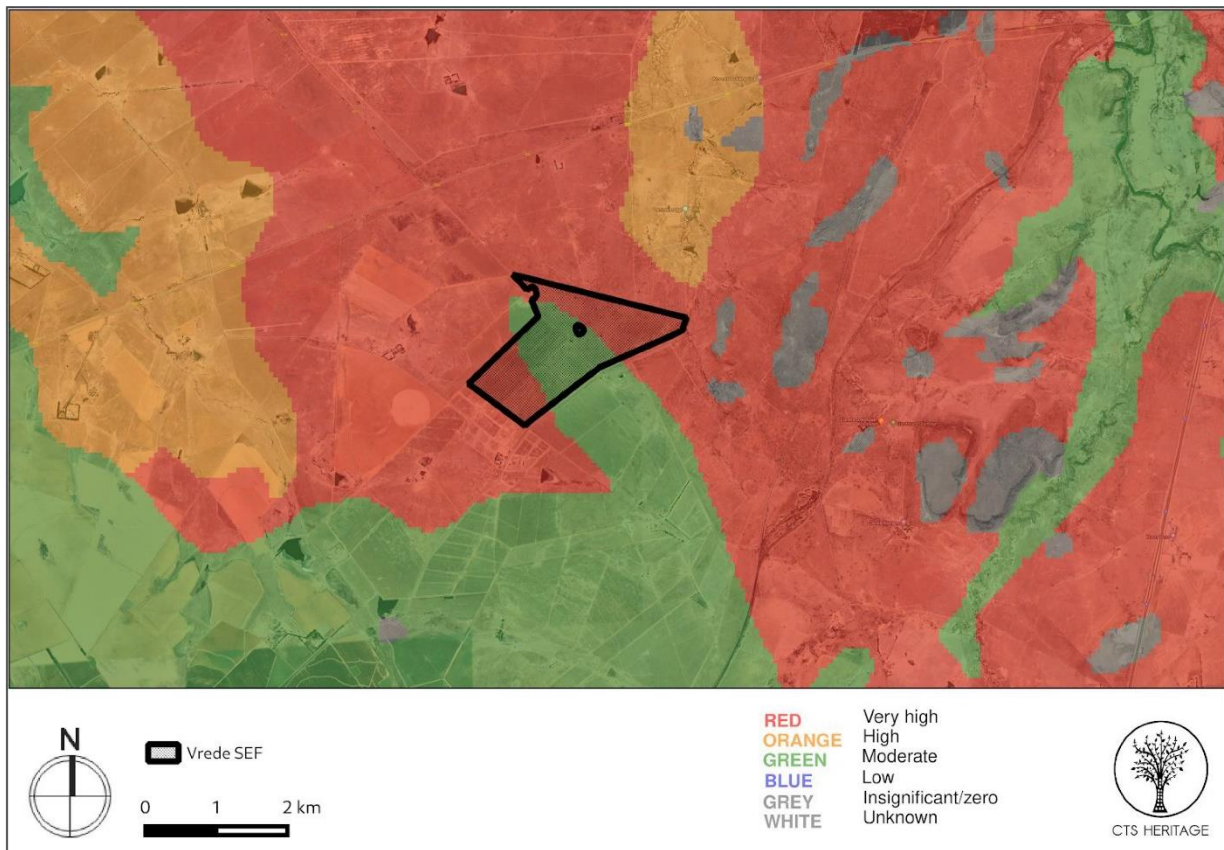 N
Vrede SEF
0 1 2 km
RED Very high
ORANGE High
GREEN Moderate
BLUE Low
GREY Insignificant/zero
WHITE Unknown
CTS HERITAGE